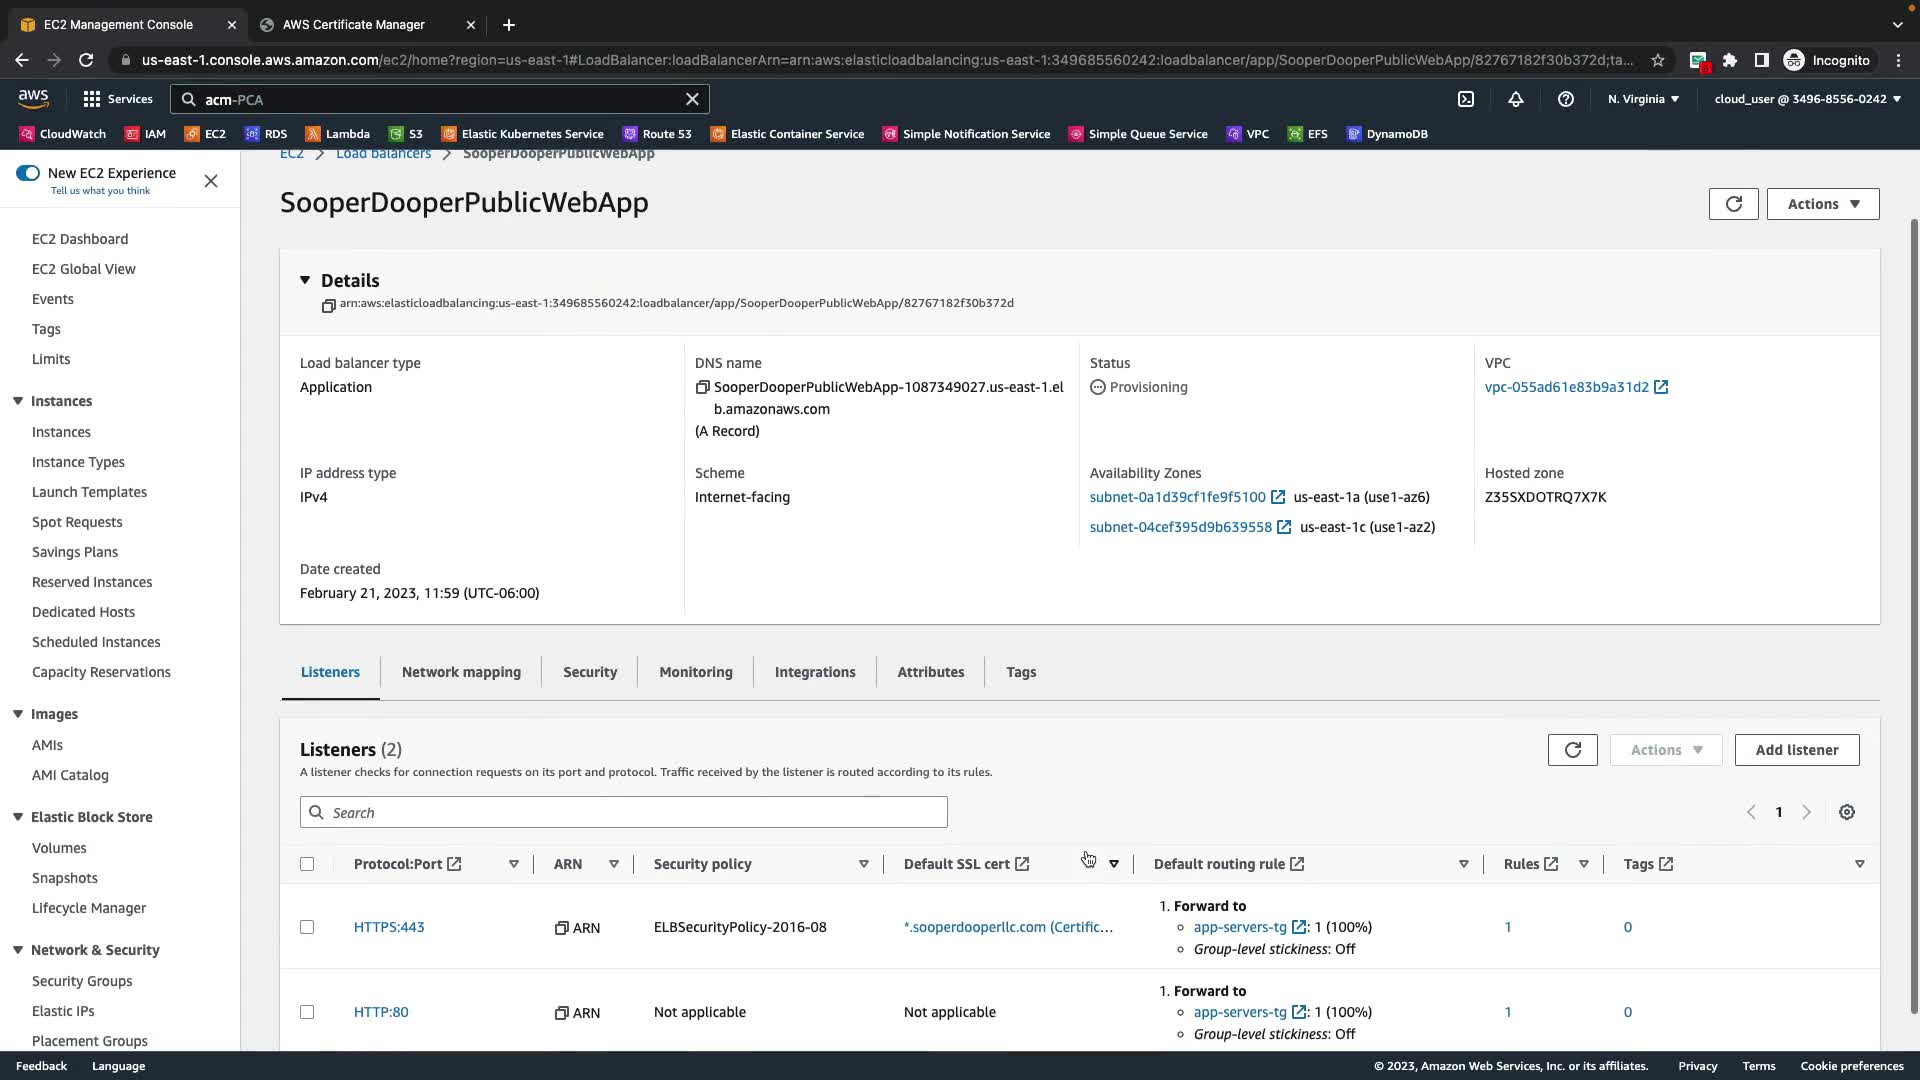 EC2 Management Console
AWS Certificate Manager
us-east-1.console.aws.amazon.com/ec2/home?region=us-east-1#LoadBalancer:loadBalancerArn=arn:aws:elasticloadbalancing:us-east-1:349685560242:loadbalancer/app/SooperDooperPublicWebApp/82767182f30b372d;ta...
Incognito
aws
Services
acm-PCA
N. Virginia
cloud_user @ 3496-8556-0242
CloudWatch
IAM
EC2
RDS
Lambda
S3
Elastic Kubernetes Service
Route 53
Elastic Container Service
Simple Notification Service
Simple Queue Service
VPC
EFS
DynamoDB
New EC2 Experience
Tell us what you think
EC2 Dashboard
EC2 Global View
Events
Tags
Limits
Instances
Instances
Instance Types
Launch Templates
Spot Requests
Savings Plans
Reserved Instances
Dedicated Hosts
Scheduled Instances
Capacity Reservations
Images
AMIs
AMI Catalog
Elastic Block Store
Volumes
Snapshots
Lifecycle Manager
Network & Security
Security Groups
Elastic IPs
Placement Groups
EC2 > Load balancers > SooperDooperPublicWebApp
SooperDooperPublicWebApp
Actions
Details
arn:aws:elasticloadbalancing:us-east-1:349685560242:loadbalancer/app/SooperDooperPublicWebApp/82767182f30b372d
Load balancer type
Application
DNS name
SooperDooperPublicWebApp-1087349027.us-east-1.el
b.amazonaws.com
(A Record)
Status
Provisioning
VPC
vpc-055ad61e83b9a31d2
IP address type
IPv4
Scheme
Internet-facing
Availability Zones
subnet-0a1d39cf1fe9f5100 us-east-1a (use1-az6)
subnet-04cef395d9b639558 us-east-1c (use1-az2)
Hosted zone
Z35SXDOTRQ7X7K
Date created
February 21, 2023, 11:59 (UTC-06:00)
Listeners
Network mapping
Security
Monitoring
Integrations
Attributes
Tags
Listeners (2)
A listener checks for connection requests on its port and protocol. Traffic received by the listener is routed according to its rules.
Actions
Add listener
Search
1
Protocol:Port
ARN
Security policy
Default SSL cert
Default routing rule
Rules
Tags
HTTPS:443
ARN
ELBSecurityPolicy-2016-08
*.sooperdooperllc.com (Certific...
1. Forward to
app-servers-tg : 1 (100%)
Group-level stickiness: Off
1
0
HTTP:80
ARN
Not applicable
Not applicable
1. Forward to
app-servers-tg : 1 (100%)
Group-level stickiness: Off
1
0
Feedback
Language
© 2023, Amazon Web Services, Inc. or its affiliates.
Privacy
Terms
Cookie preferences